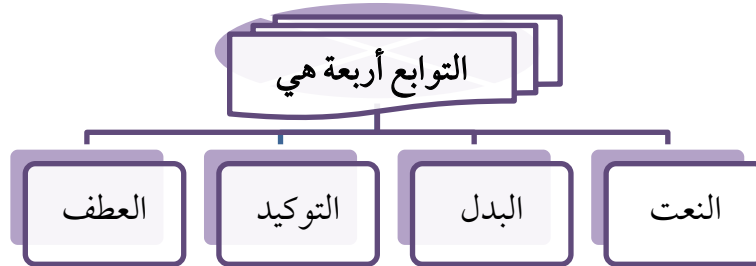 التوابع أربعة هي
النعت
البدل
التوكيد
العطف